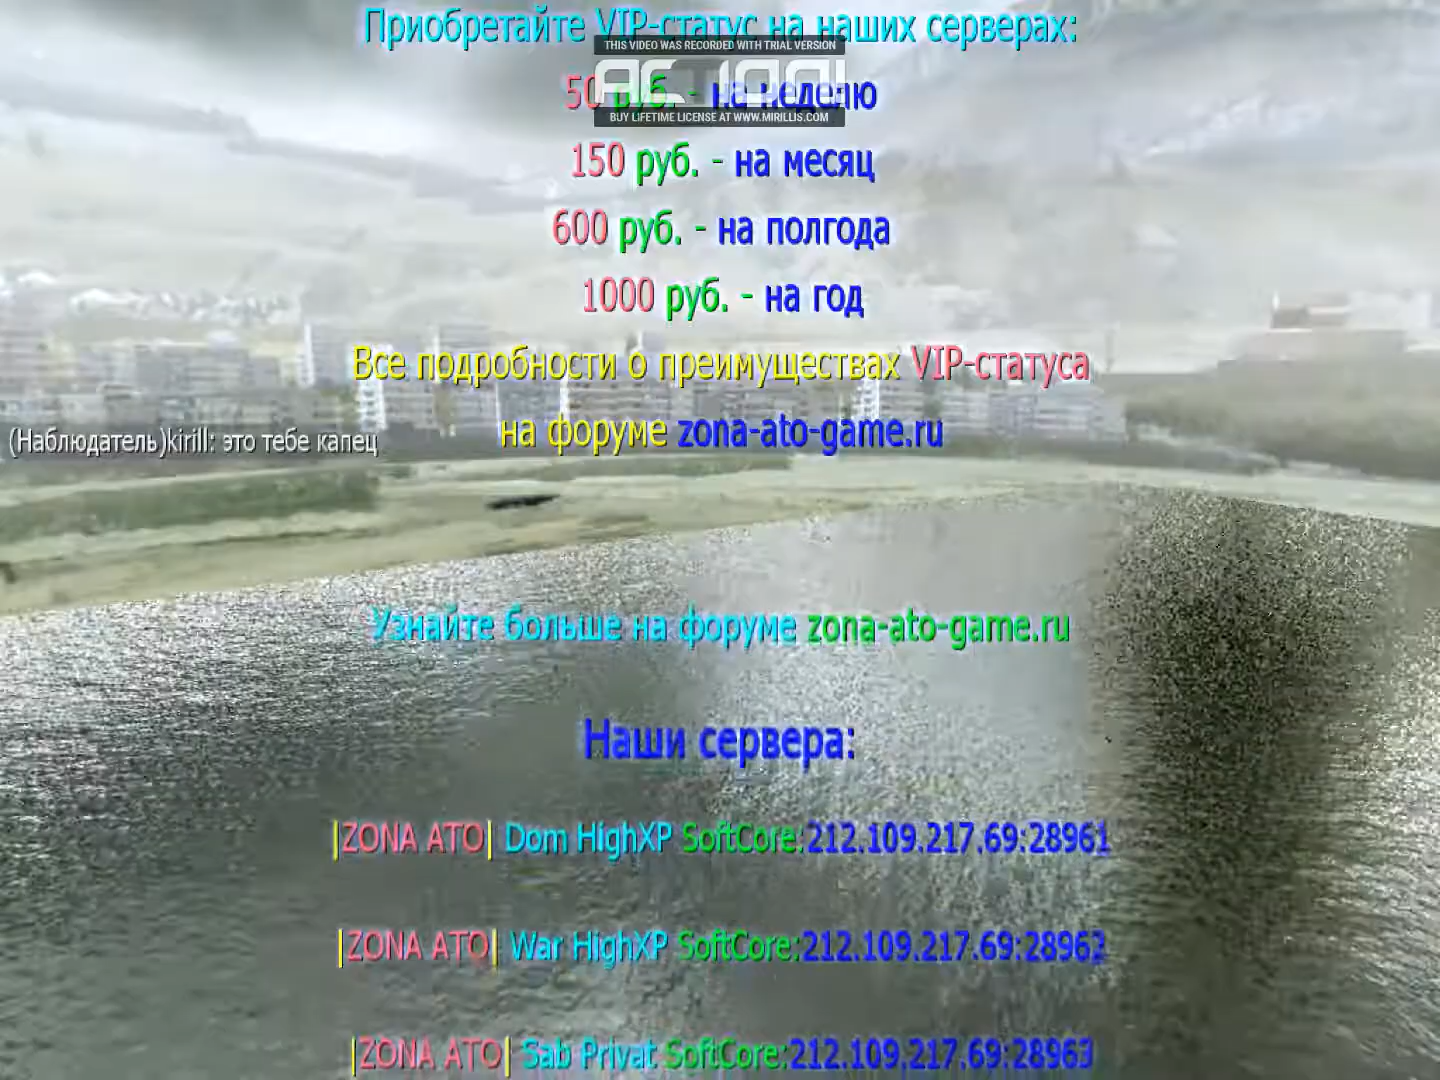 Приобретайте VIP-статус на наших серверах:
THIS VIDEO WAS RECORDED WITH TRIAL VERSION
ACTION!
BUY LIFETIME LICENSE AT WWW.MIRILLIS.COM
50 руб. - на неделю
150 руб. - на месяц
600 руб. - на полгода
1000 руб. - на год
Все подробности о преимуществах VIP-статуса
на форуме zona-ato-game.ru
(Наблюдатель)kirill: это тебе капец
Узнайте больше на форуме zona-ato-game.ru
Наши сервера:
|ZONA ATO| Dom HighXP SoftCore:212.109.217.69:28961
|ZONA ATO| War HighXP SoftCore:212.109.217.69:28962
|ZONA ATO| Sab Privat SoftCore:212.109.217.69:28963